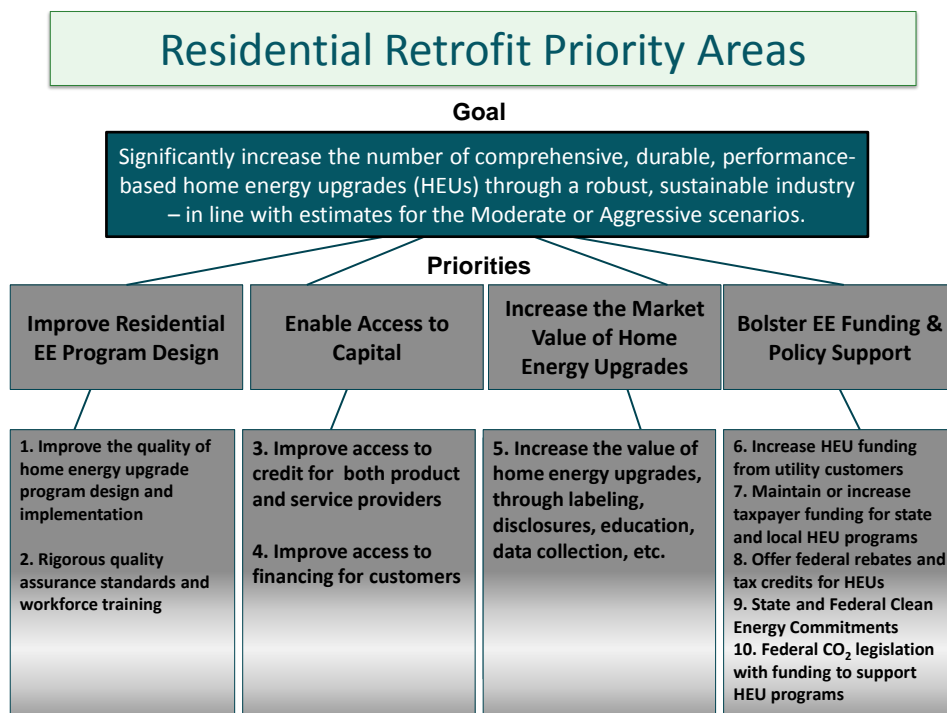 Residential Retrofit Priority Areas
Goal
Significantly increase the number of comprehensive, durable, performance-
based home energy upgrades (HEUs) through a robust, sustainable industry
– in line with estimates for the Moderate or Aggressive scenarios.
Priorities
Improve Residential
EE Program Design
Enable Access to
Capital
Increase the Market
Value of Home
Energy Upgrades
Bolster EE Funding &
Policy Support
1. Improve the quality of
home energy upgrade
program design and
implementation
2. Rigorous quality
assurance standards and
workforce training
3. Improve access to
credit for both product
and service providers
4. Improve access to
financing for customers
5. Increase the value of
home energy upgrades,
through labeling,
disclosures, education,
data collection, etc.
6. Increase HEU funding
from utility customers
7. Maintain or increase
taxpayer funding for state
and local HEU programs
8. Offer federal rebates and
tax credits for HEUs
9. State and Federal Clean
Energy Commitments
10. Federal CO₂ legislation
with funding to support
HEU programs